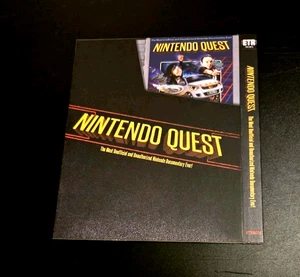 NINTENDO QUEST
NINTENDO QUEST
The Most Unofficial and Unauthorized Nintendo Documentary Ever!
ETR
NINTENDO QUEST:
The Most Unofficial and Unauthorized Nintendo Documentary Ever!